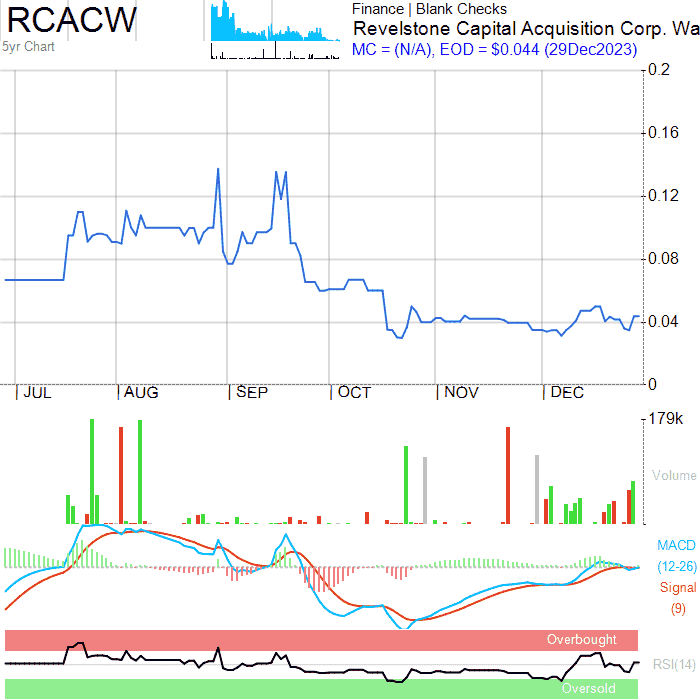 RCACW
5yr Chart
Finance | Blank Checks
Revelstone Capital Acquisition Corp. Wa
MC = (N/A), EOD = $0.044 (29Dec2023)
0.2
0.16
0.12
0.08
0.04
0
| JUL | AUG | SEP | OCT | NOV | DEC
179k
Volume
MACD
(12-26)
Signal
(9)
Overbought
RSI(14)
Oversold